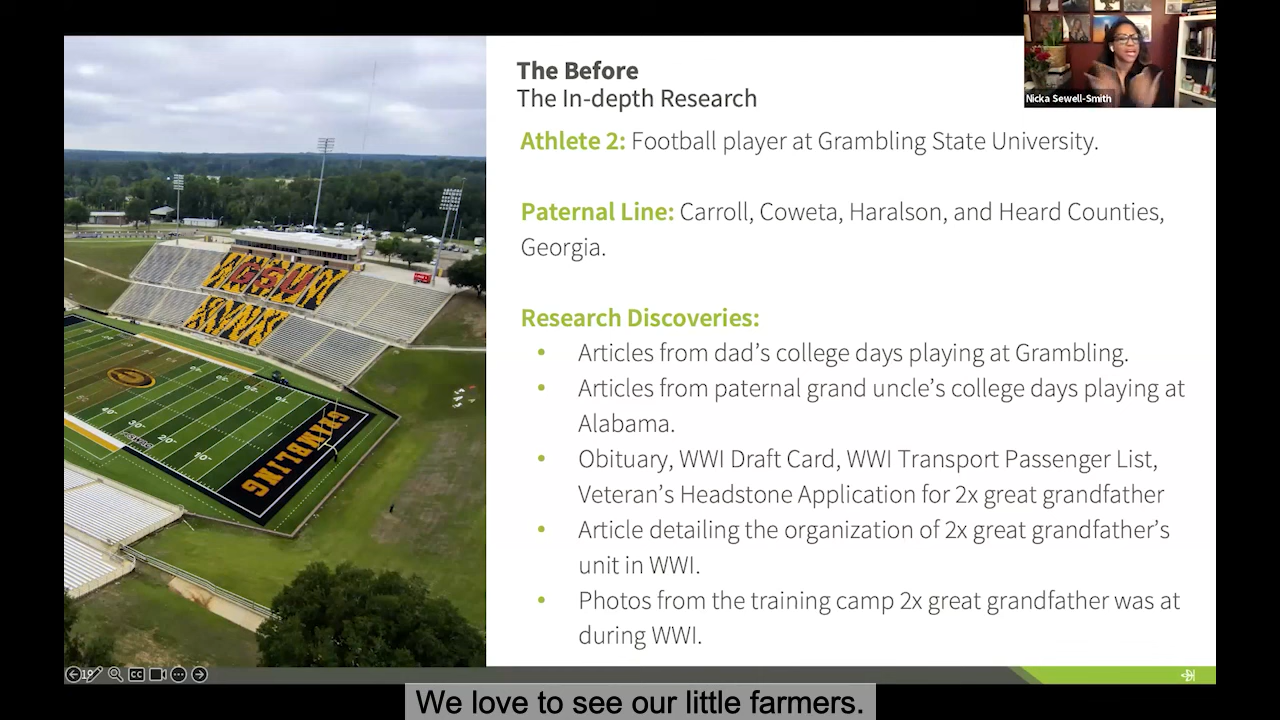 The Before
The In-depth Research
Nicka Sewell-Smith
Athlete 2: Football player at Grambling State University.
Paternal Line: Carroll, Coweta, Haralson, and Heard Counties,
Georgia.
Research Discoveries:
• Articles from dad’s college days playing at Grambling.
• Articles from paternal grand uncle’s college days playing at
Alabama.
• Obituary, WWI Draft Card, WWI Transport Passenger List,
Veteran’s Headstone Application for 2x great grandfather
• Article detailing the organization of 2x great grandfather’s
unit in WWI.
• Photos from the training camp 2x great grandfather was at
during WWI.
GSU
GRAMBLING
19
CC
We love to see our little farmers.